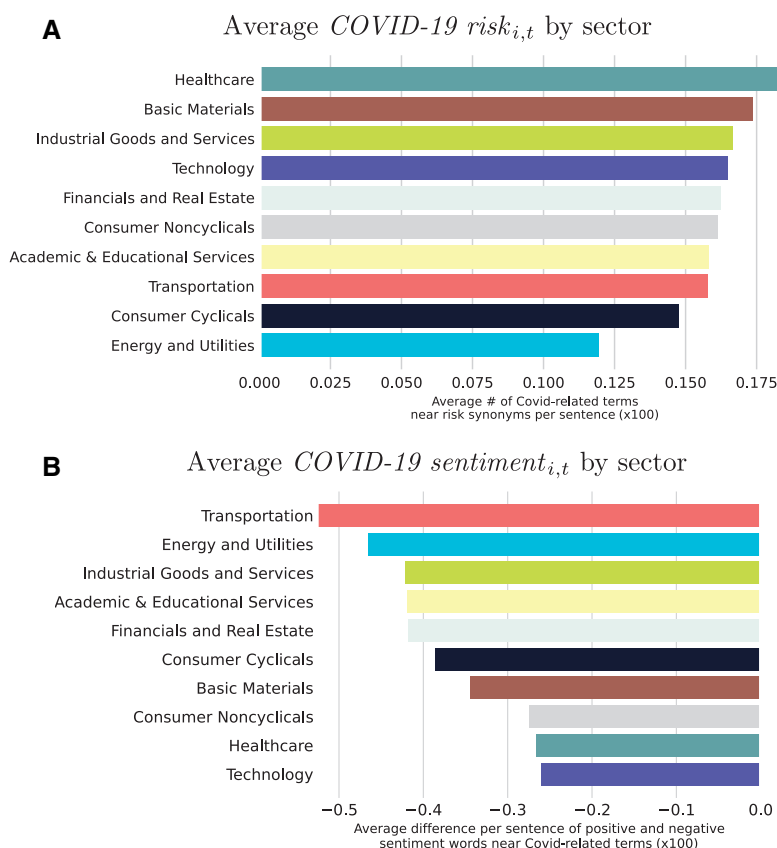 A
Average COVID-19 risk_{i,t} by sector
Healthcare
Basic Materials
Industrial Goods and Services
Technology
Financials and Real Estate
Consumer Noncyclicals
Academic & Educational Services
Transportation
Consumer Cyclicals
Energy and Utilities
0.000 0.025 0.050 0.075 0.100 0.125 0.150 0.175
Average # of Covid-related terms
near risk synonyms per sentence (x100)
B
Average COVID-19 sentiment_{i,t} by sector
Transportation
Energy and Utilities
Industrial Goods and Services
Academic & Educational Services
Financials and Real Estate
Consumer Cyclicals
Basic Materials
Consumer Noncyclicals
Healthcare
Technology
−0.5 −0.4 −0.3 −0.2 −0.1 0.0
Average difference per sentence of positive and negative
sentiment words near Covid-related terms (x100)